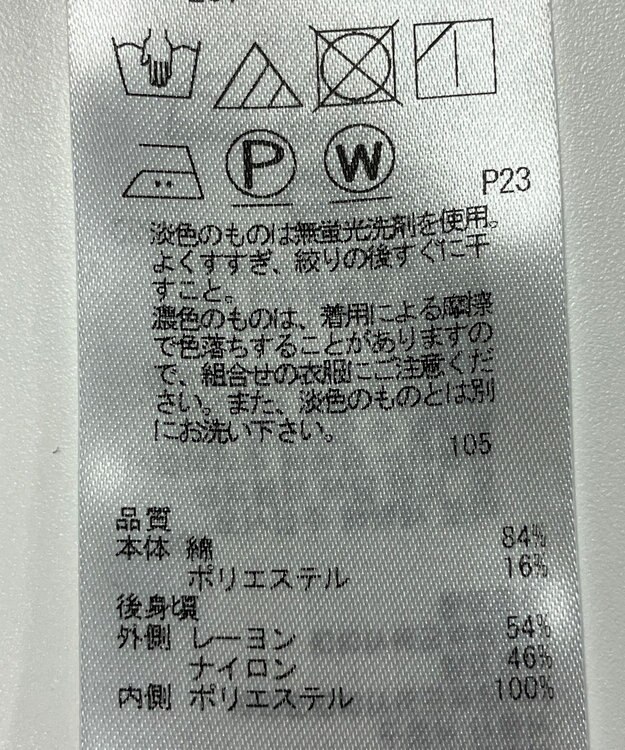 P W
P23
淡色のものは無蛍光洗剤を使用。
よくすすぎ、絞りの後すぐに干
すこと。
濃色のものは、着用による摩擦
で色落ちすることがありますの
で、組合せの衣服にご注意くだ
さい。また、淡色のものとは別
にお洗い下さい。
105
品質
本体 綿 84%
ポリエステル 16%
後身頃
外側 レーヨン 54%
ナイロン 46%
内側 ポリエステル 100%